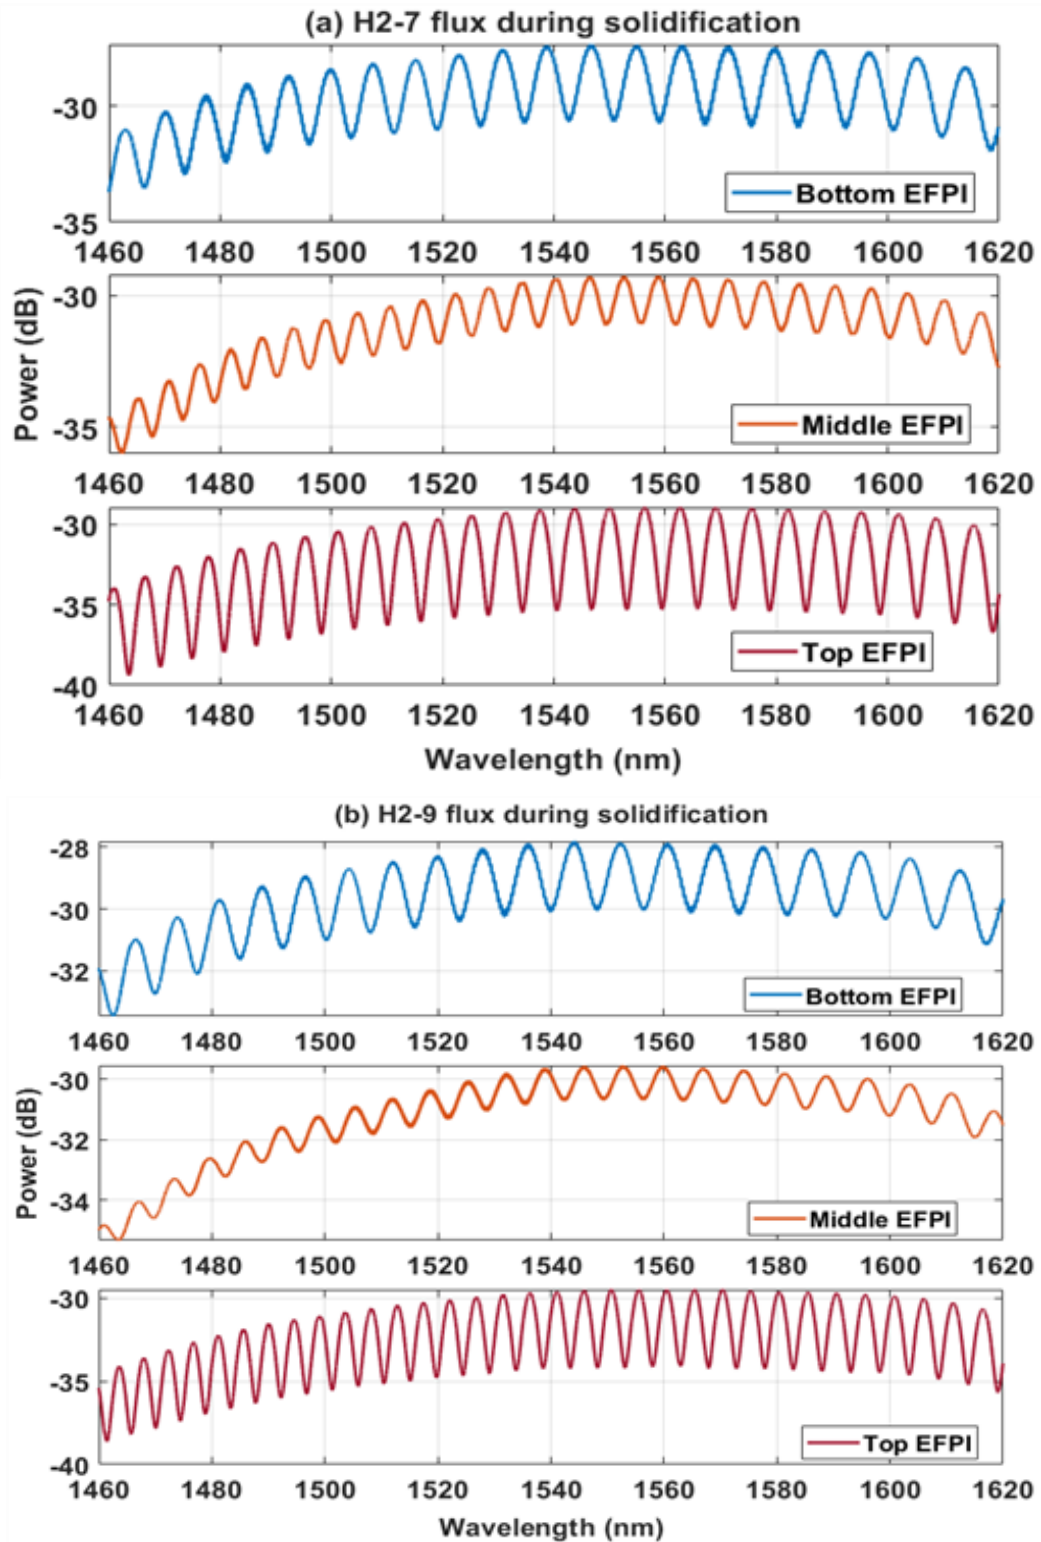 (a) H2-7 flux during solidification
-30
-35
Bottom EFPI
1460 1480 1500 1520 1540 1560 1580 1600 1620
Power (dB)
-30
-35
Middle EFPI
1460 1480 1500 1520 1540 1560 1580 1600 1620
-30
-35
-40
Top EFPI
1460 1480 1500 1520 1540 1560 1580 1600 1620
Wavelength (nm)
(b) H2-9 flux during solidification
-28
-30
-32
Bottom EFPI
1460 1480 1500 1520 1540 1560 1580 1600 1620
Power (dB)
-30
-32
-34
Middle EFPI
1460 1480 1500 1520 1540 1560 1580 1600 1620
-30
-35
-40
Top EFPI
1460 1480 1500 1520 1540 1560 1580 1600 1620
Wavelength (nm)